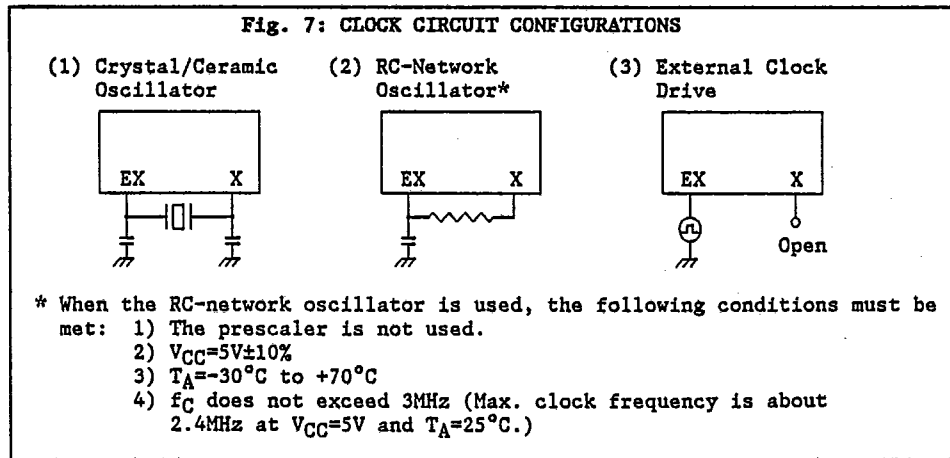 Fig. 7: CLOCK CIRCUIT CONFIGURATIONS
(1) Crystal/Ceramic Oscillator
(2) RC-Network Oscillator*
(3) External Clock Drive
EX X
EX X
EX X
Open
* When the RC-network oscillator is used, the following conditions must be
met: 1) The prescaler is not used.
2) VCC=5V±10%
3) TA=-30°C to +70°C
4) fC does not exceed 3MHz (Max. clock frequency is about
2.4MHz at VCC=5V and TA=25°C.)